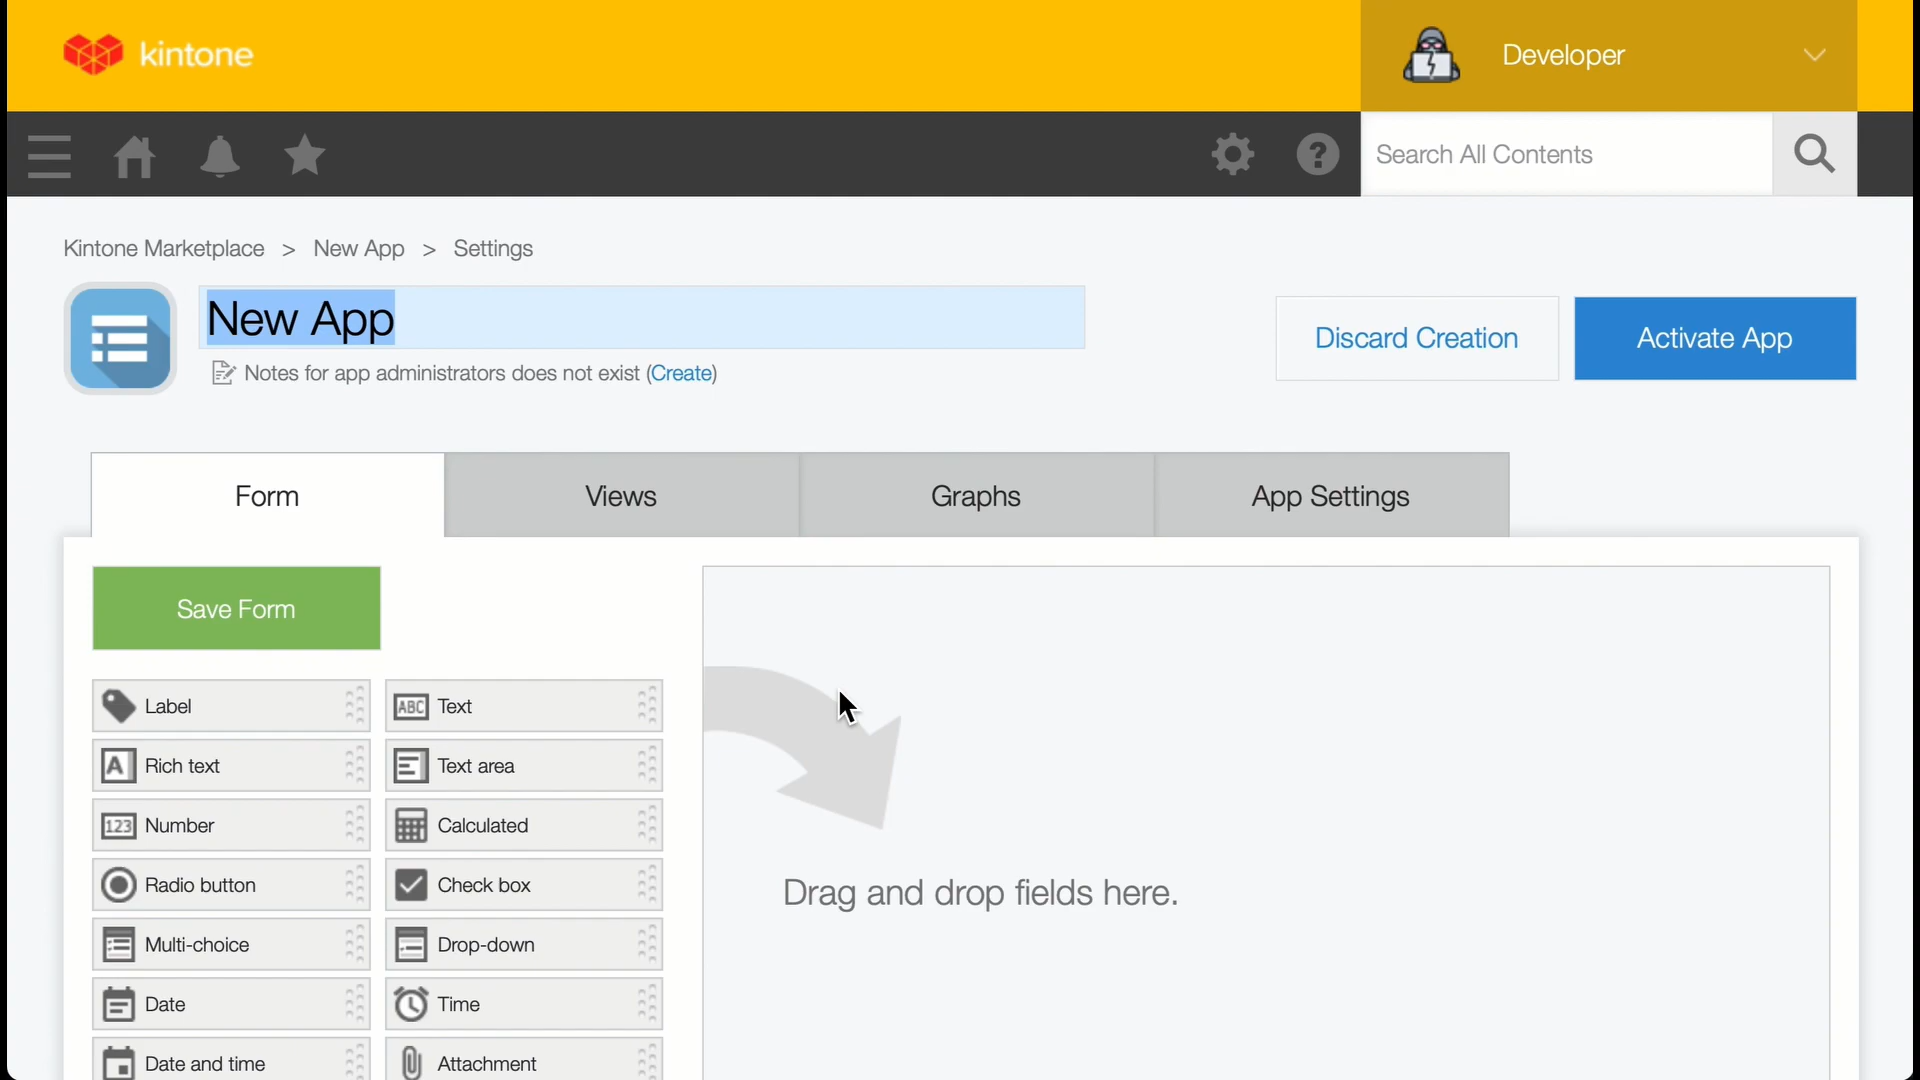 kintone
Developer
Search All Contents
Kintone Marketplace > New App > Settings
New App
Notes for app administrators does not exist (Create)
Discard Creation
Activate App
Form
Views
Graphs
App Settings
Save Form
Label
ABC Text
A Rich text
Text area
123 Number
Calculated
Radio button
Check box
Multi-choice
Drop-down
Date
Time
Date and time
Attachment
Drag and drop fields here.